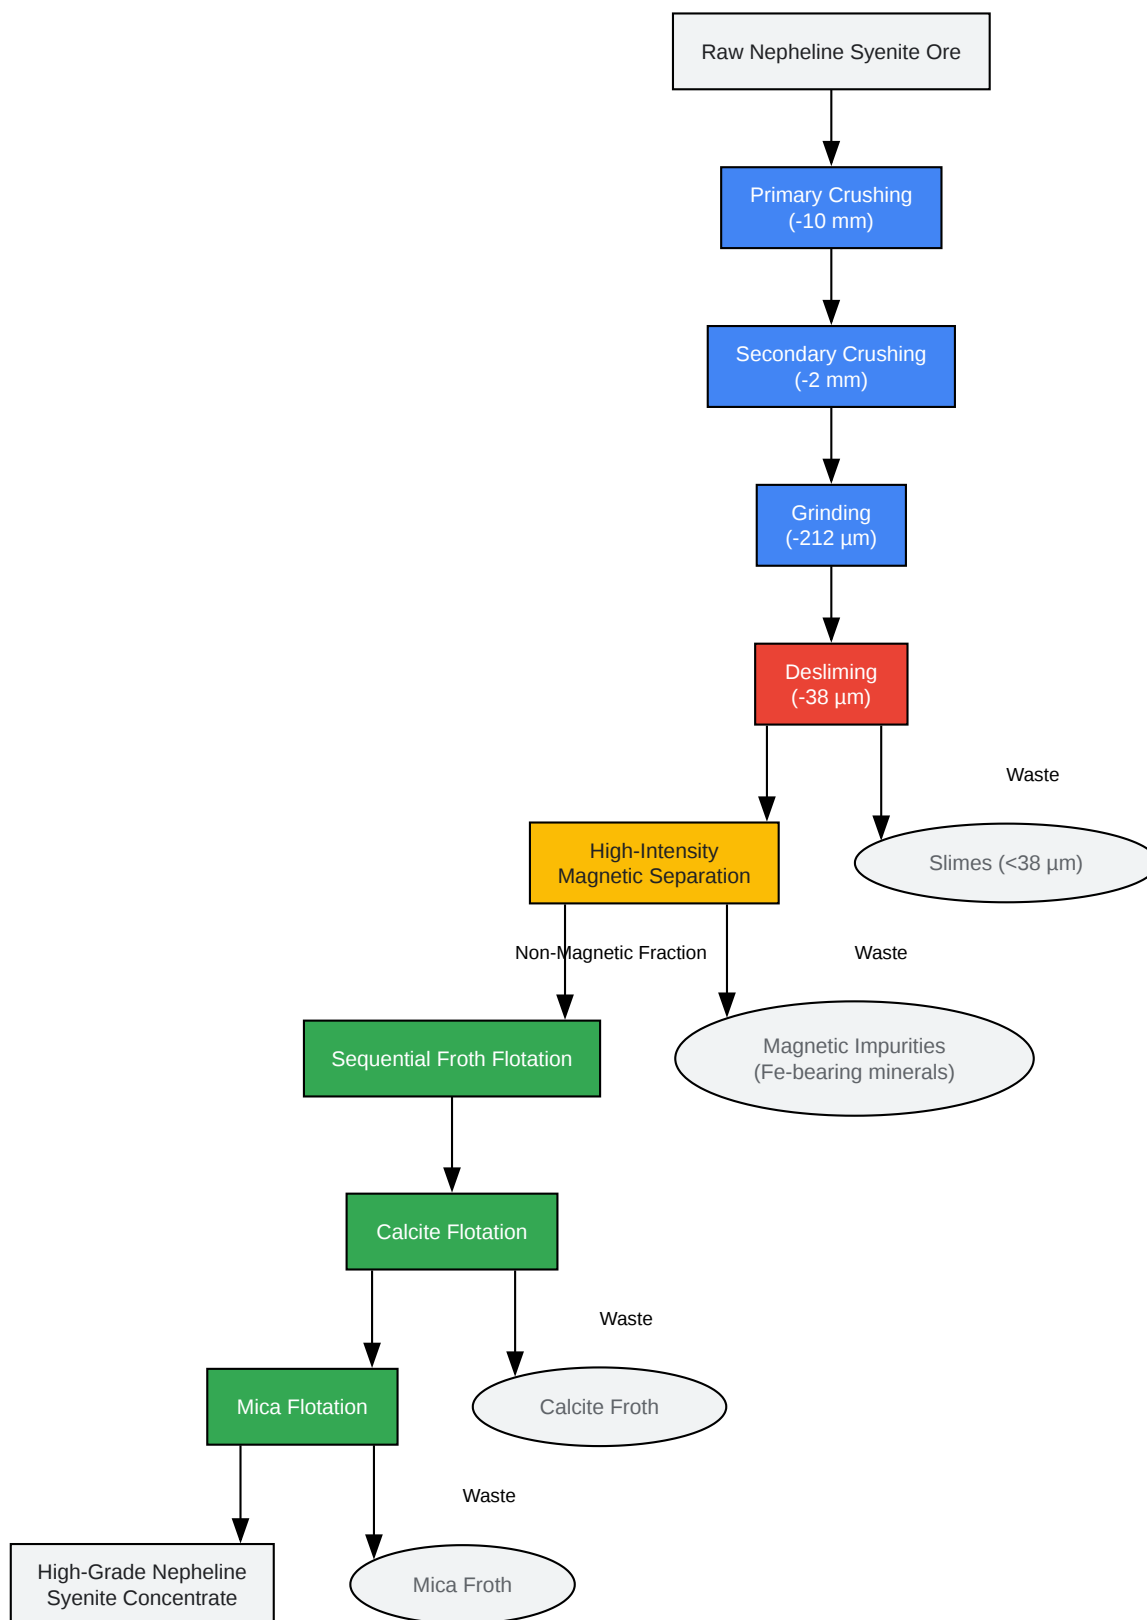 Raw Nepheline Syenite Ore
Primary Crushing
(-10 mm)
Secondary Crushing
(-2 mm)
Grinding
(-212 µm)
Desliming
(-38 µm)
Waste
High-Intensity
Magnetic Separation
Slimes (<38 µm)
Non-Magnetic Fraction
Waste
Sequential Froth Flotation
Magnetic Impurities
(Fe-bearing minerals)
Calcite Flotation
Waste
Mica Flotation
Calcite Froth
Waste
High-Grade Nepheline
Syenite Concentrate
Mica Froth